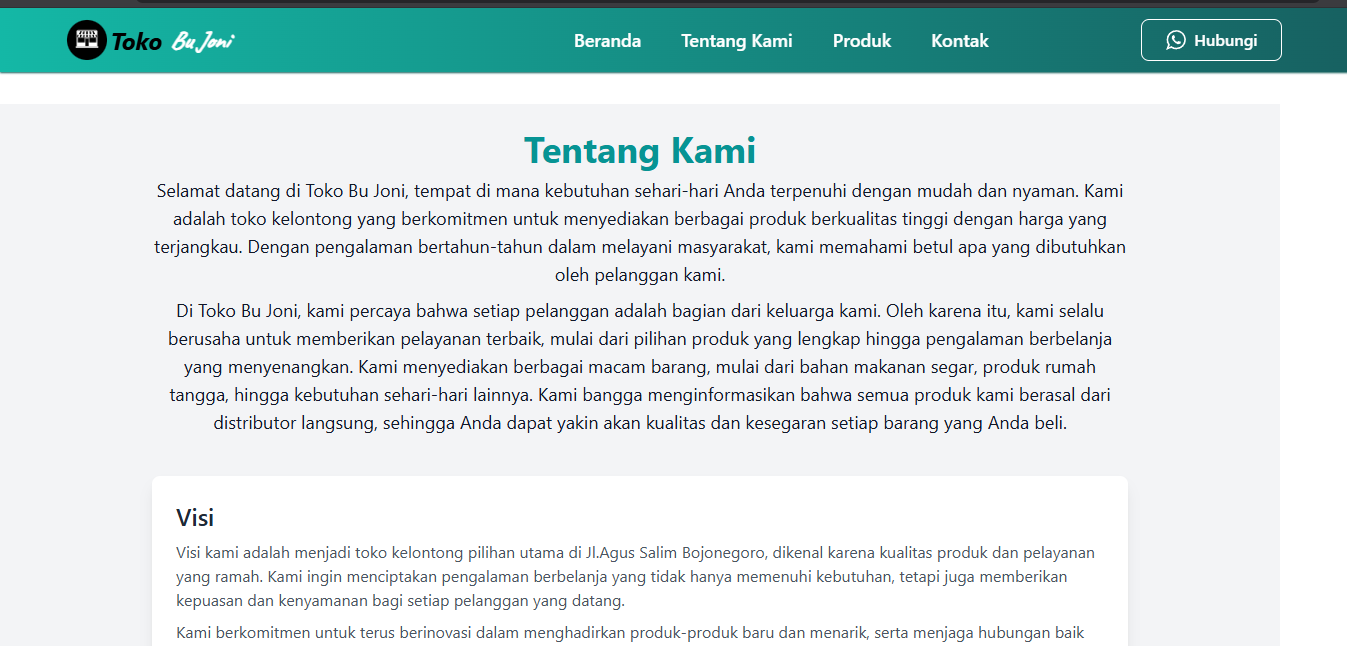 Toko Bu Joni
Beranda
Tentang Kami
Produk
Kontak
Hubungi
Tentang Kami
Selamat datang di Toko Bu Joni, tempat di mana kebutuhan sehari-hari Anda terpenuhi dengan mudah dan nyaman. Kami
adalah toko kelontong yang berkomitmen untuk menyediakan berbagai produk berkualitas tinggi dengan harga yang
terjangkau. Dengan pengalaman bertahun-tahun dalam melayani masyarakat, kami memahami betul apa yang dibutuhkan
oleh pelanggan kami.
Di Toko Bu Joni, kami percaya bahwa setiap pelanggan adalah bagian dari keluarga kami. Oleh karena itu, kami selalu
berusaha untuk memberikan pelayanan terbaik, mulai dari pilihan produk yang lengkap hingga pengalaman berbelanja
yang menyenangkan. Kami menyediakan berbagai macam barang, mulai dari bahan makanan segar, produk rumah
tangga, hingga kebutuhan sehari-hari lainnya. Kami bangga menginformasikan bahwa semua produk kami berasal dari
distributor langsung, sehingga Anda dapat yakin akan kualitas dan kesegaran setiap barang yang Anda beli.
Visi
Visi kami adalah menjadi toko kelontong pilihan utama di Jl.Agus Salim Bojonegoro, dikenal karena kualitas produk dan pelayanan
yang ramah. Kami ingin menciptakan pengalaman berbelanja yang tidak hanya memenuhi kebutuhan, tetapi juga memberikan
kepuasan dan kenyamanan bagi setiap pelanggan yang datang.
Kami berkomitmen untuk terus berinovasi dalam menghadirkan produk-produk baru dan menarik, serta menjaga hubungan baik